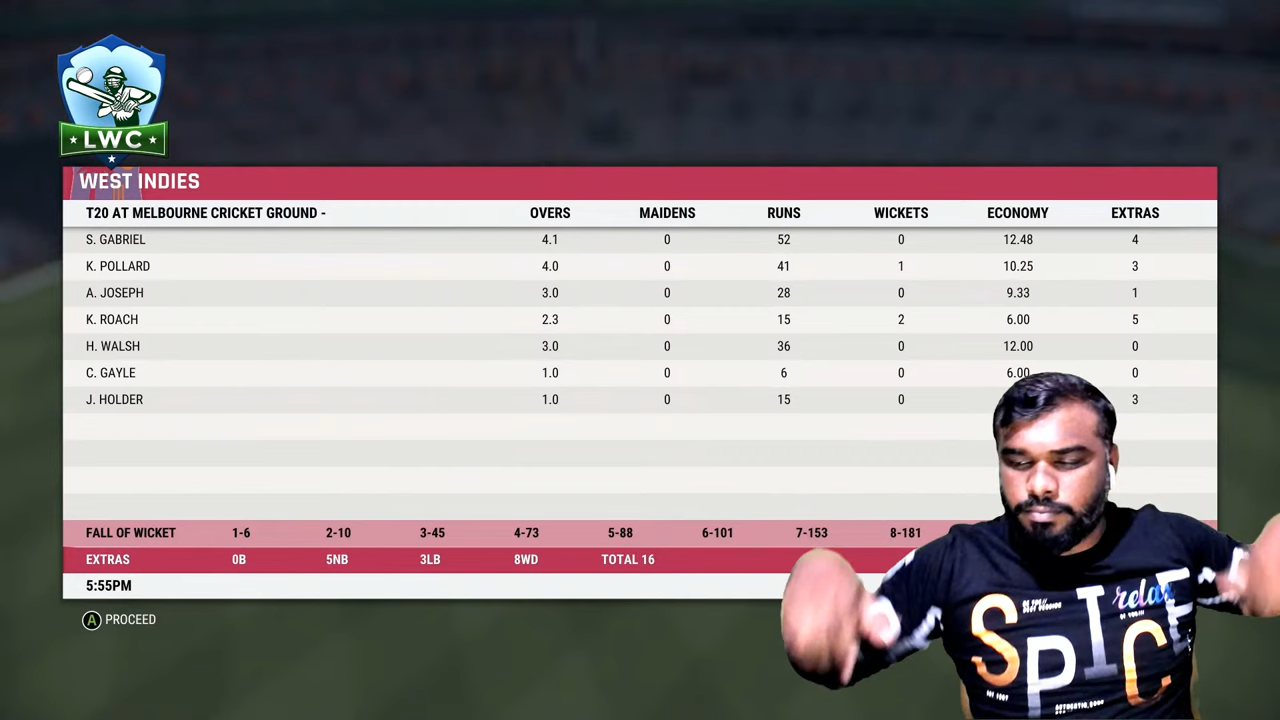 LWC
WEST INDIES
T20 AT MELBOURNE CRICKET GROUND - OVERS MAIDENS RUNS WICKETS ECONOMY EXTRAS
S. GABRIEL 4.1 0 52 0 12.48 4
K. POLLARD 4.0 0 41 1 10.25 3
A. JOSEPH 3.0 0 28 0 9.33 1
K. ROACH 2.3 0 15 2 6.00 5
H. WALSH 3.0 0 36 0 12.00 0
C. GAYLE 1.0 0 6 0 6.00 0
J. HOLDER 1.0 0 15 0 3
FALL OF WICKET 1-6 2-10 3-45 4-73 5-88 6-101 7-153 8-181
EXTRAS 0B 5NB 3LB 8WD TOTAL 16
5:55PM
A PROCEED
relax
SPICE